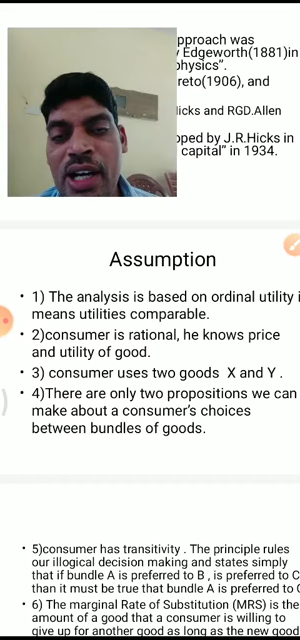 pproach was
Edgeworth(1881)in
physics”.
reto(1906), and
licks and RGD.Allen
oped by J.R.Hicks in
capital” in 1934.
Assumption
• 1) The analysis is based on ordinal utility i
means utilities comparable.
• 2)consumer is rational, he knows price
and utility of good.
• 3) consumer uses two goods X and Y .
• 4)There are only two propositions we can
make about a consumer’s choices
between bundles of goods.
• 5)consumer has transitivity . The principle rules
our illogical decision making and states simply
that if bundle A is preferred to B , is preferred to C
than it must be true that bundle A is preferred to C
• 6) The marginal Rate of Substitution (MRS) is the
amount of a good that a consumer is willing to
give up for another good as long as the new good